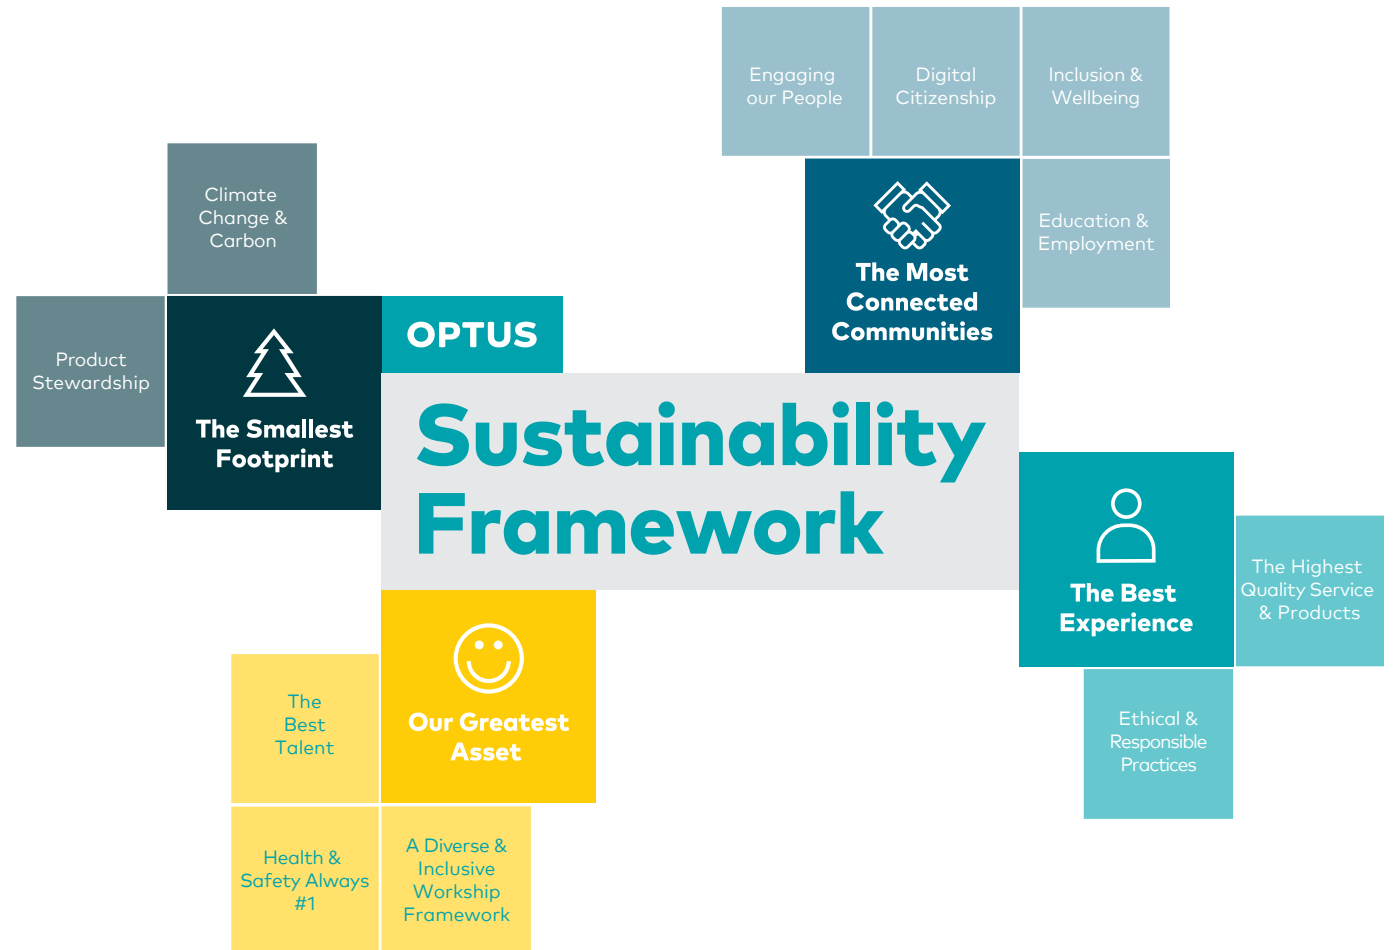 Engaging
our People
Digital
Citizenship
Inclusion &
Wellbeing
Climate
Change &
Carbon
The Most
Connected
Communities
Education &
Employment
Product
Stewardship
The Smallest
Footprint
OPTUS
Sustainability
Framework
The Best
Experience
The Highest
Quality Service
& Products
Ethical &
Responsible
Practices
The
Best
Talent
Our Greatest
Asset
Health &
Safety Always
#1
A Diverse &
Inclusive
Workship
Framework